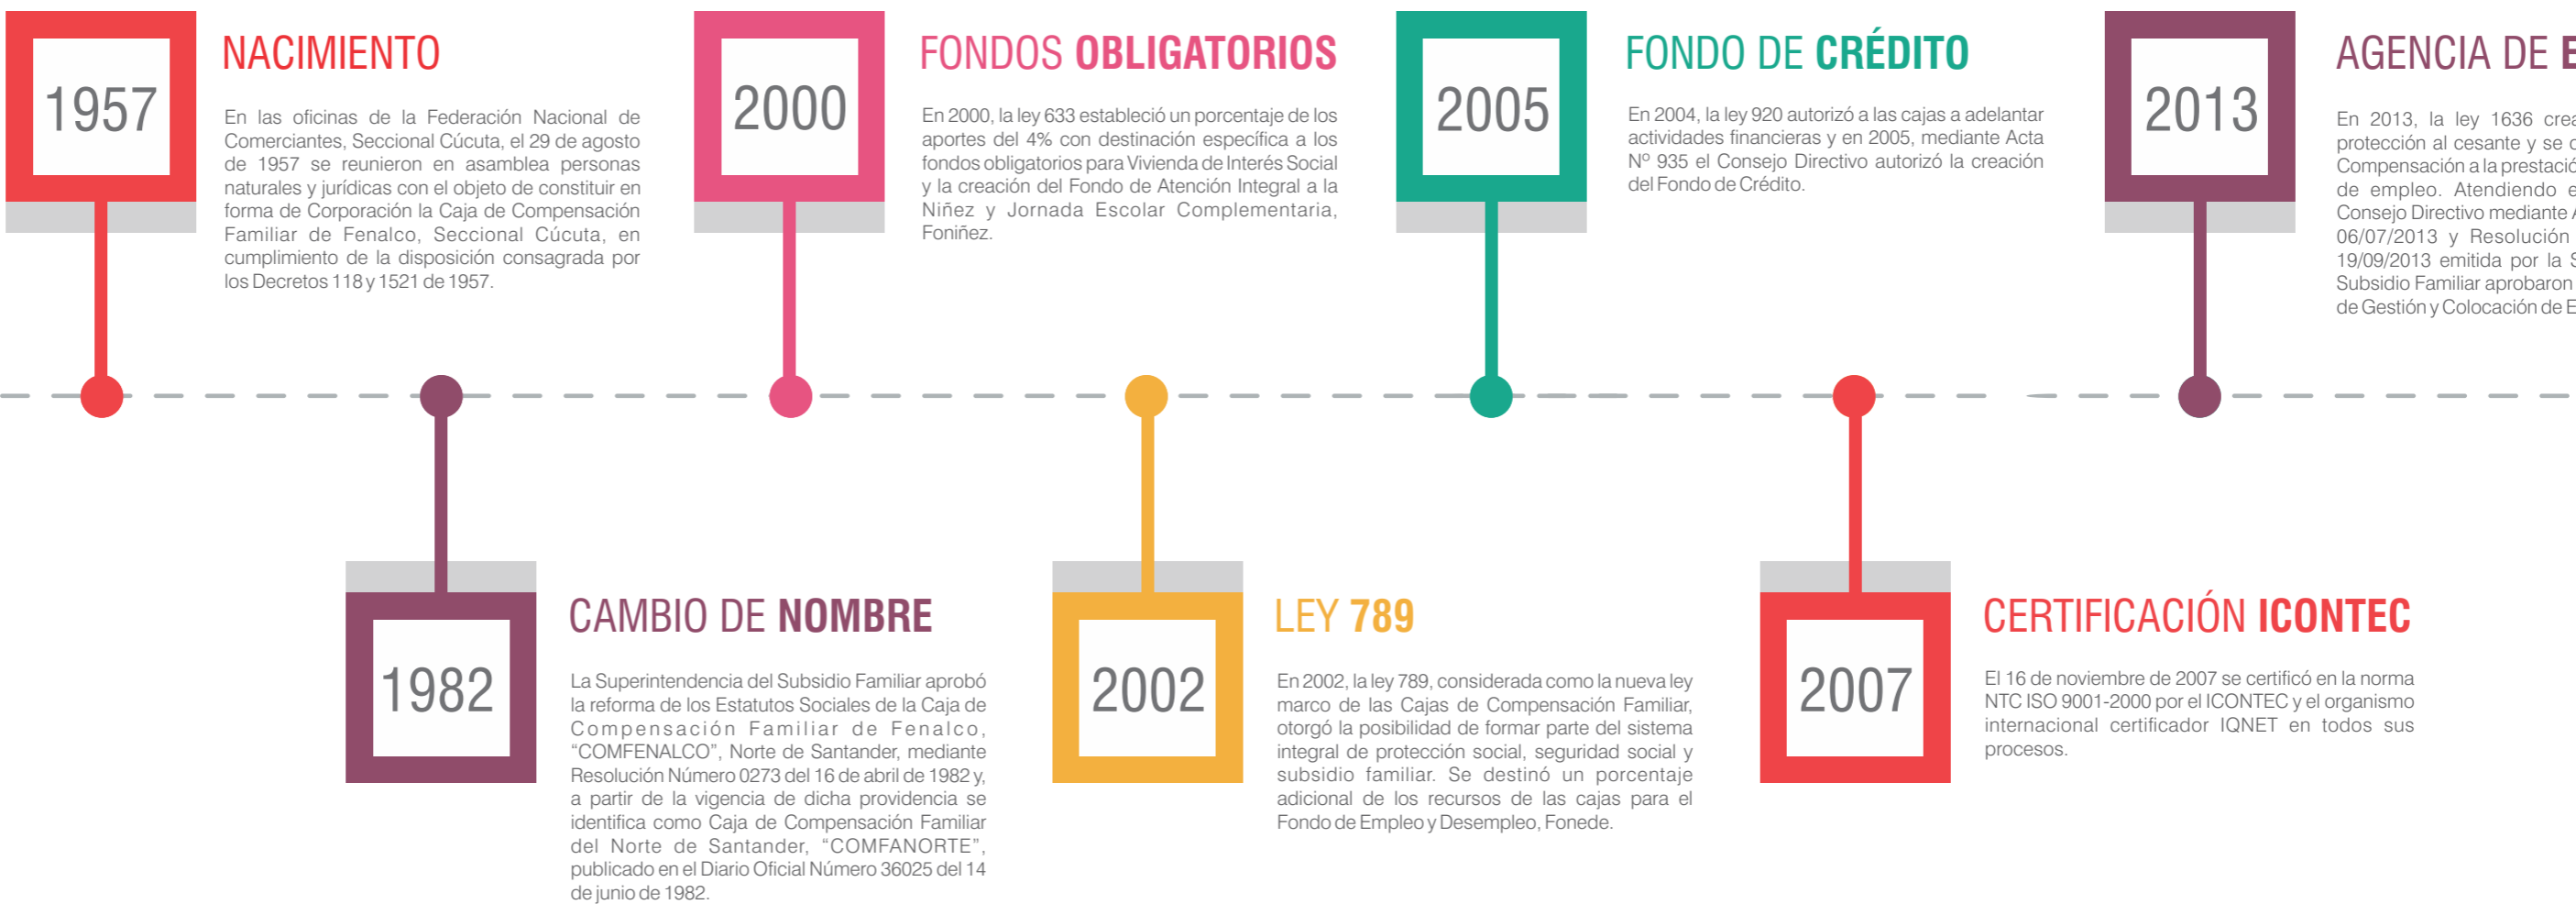 1957
NACIMIENTO
En las oficinas de la Federación Nacional de
Comerciantes, Seccional Cúcuta, el 29 de agosto
de 1957 se reunieron en asamblea personas
naturales y jurídicas con el objeto de constituir en
forma de Corporación la Caja de Compensación
Familiar de Fenalco, Seccional Cúcuta, en
cumplimiento de la disposición consagrada por
los Decretos 118 y 1521 de 1957.
1982
CAMBIO DE NOMBRE
La Superintendencia del Subsidio Familiar aprobó
la reforma de los Estatutos Sociales de la Caja de
Compensación Familiar de Fenalco,
“COMFENALCO”, Norte de Santander, mediante
Resolución Número 0273 del 16 de abril de 1982 y,
a partir de la vigencia de dicha providencia se
identifica como Caja de Compensación Familiar
del Norte de Santander, “COMFANORTE”,
publicado en el Diario Oficial Número 36025 del 14
de junio de 1982.
2000
FONDOS OBLIGATORIOS
En 2000, la ley 633 estableció un porcentaje de los
aportes del 4% con destinación específica a los
fondos obligatorios para Vivienda de Interés Social
y la creación del Fondo de Atención Integral a la
Niñez y Jornada Escolar Complementaria,
Foniñez.
2002
LEY 789
En 2002, la ley 789, considerada como la nueva ley
marco de las Cajas de Compensación Familiar,
otorgó la posibilidad de formar parte del sistema
integral de protección social, seguridad social y
subsidio familiar. Se destinó un porcentaje
adicional de los recursos de las cajas para el
Fondo de Empleo y Desempleo, Fonede.
2005
FONDO DE CRÉDITO
En 2004, la ley 920 autorizó a las cajas a adelantar
actividades financieras y en 2005, mediante Acta
Nº 935 el Consejo Directivo autorizó la creación
del Fondo de Crédito.
2007
CERTIFICACIÓN ICONTEC
El 16 de noviembre de 2007 se certificó en la norma
NTC ISO 9001-2000 por el ICONTEC y el organismo
internacional certificador IQNET en todos sus
procesos.
2013
AGENCIA DE
En 2013, la ley 1636
protección al cesante y se
Compensación a la
de empleo. Atendiendo
Consejo Directivo mediante
06/07/2013 y Resolución
19/09/2013 emitida por la
Subsidio Familiar aprobaron
de Gestión y Colocación de